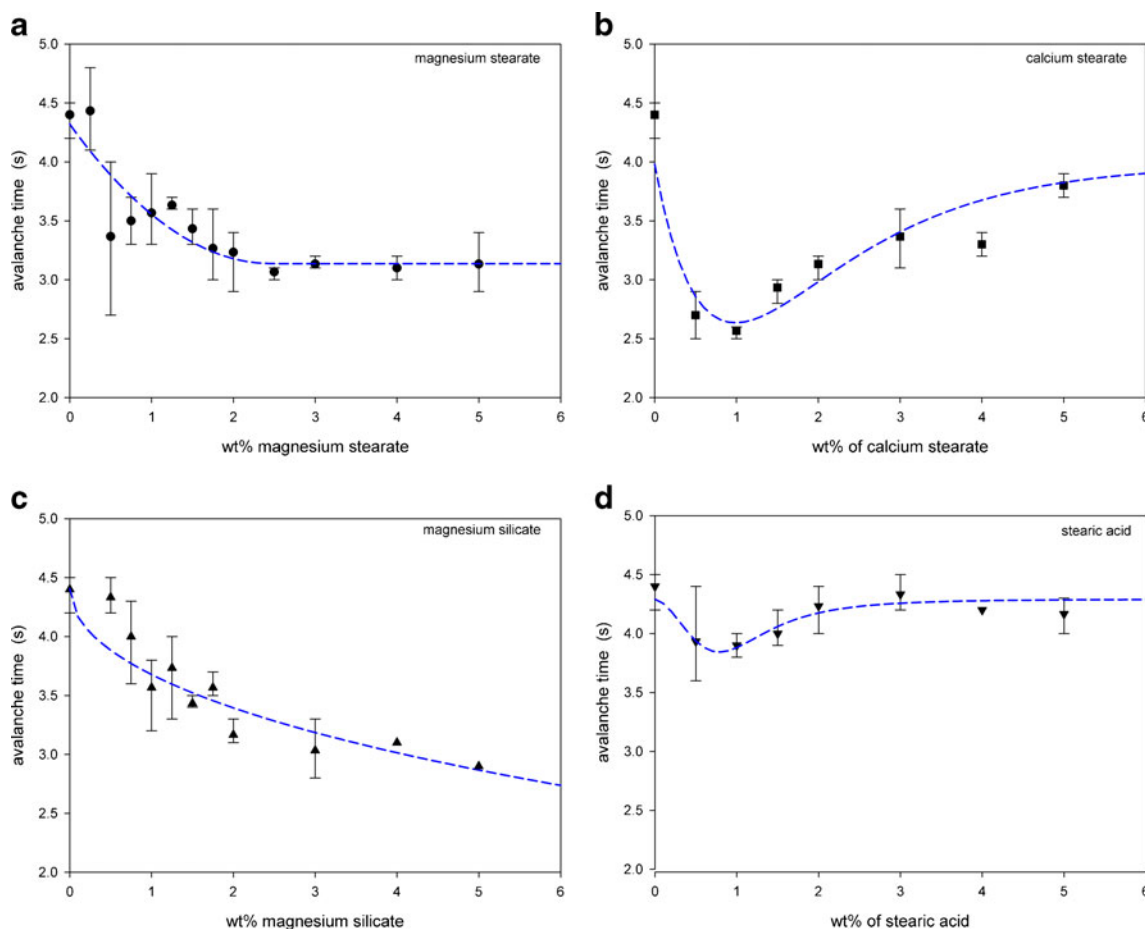 a
magnesium stearate
avalanche time (s)
5.0
4.5
4.0
3.5
3.0
2.5
2.0
0 1 2 3 4 5 6
wt% magnesium stearate
b
calcium stearate
avalanche time (s)
5.0
4.5
4.0
3.5
3.0
2.5
2.0
0 1 2 3 4 5 6
wt% of calcium stearate
c
magnesium silicate
avalanche time (s)
5.0
4.5
4.0
3.5
3.0
2.5
2.0
0 1 2 3 4 5 6
wt% magnesium silicate
d
stearic acid
avalanche time (s)
5.0
4.5
4.0
3.5
3.0
2.5
2.0
0 1 2 3 4 5 6
wt% of stearic acid